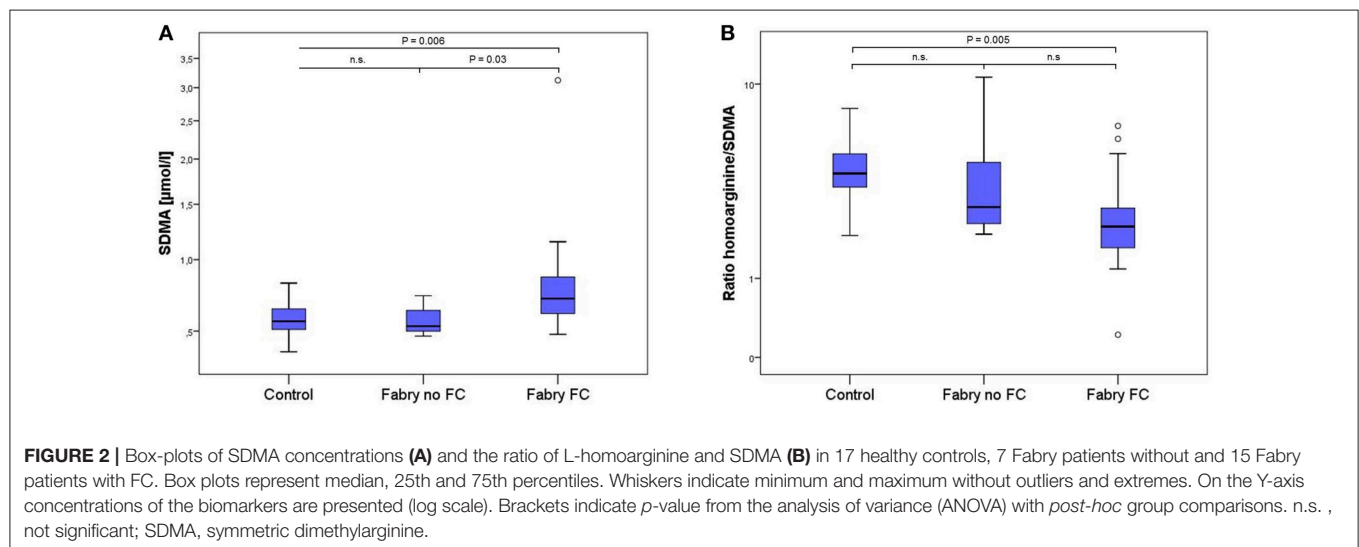 A
P = 0.006
n.s.
P = 0.03
3,5
3,0
2,5
2,0
1,5
1,0
,5
SDMA [µmol/l]
Control
Fabry no FC
Fabry FC
B
P = 0.005
n.s.
n.s
10
1
0
Ratio homoarginine/SDMA
Control
Fabry no FC
Fabry FC
FIGURE 2 | Box-plots of SDMA concentrations (A) and the ratio of L-homoarginine and SDMA (B) in 17 healthy controls, 7 Fabry patients without and 15 Fabry
patients with FC. Box plots represent median, 25th and 75th percentiles. Whiskers indicate minimum and maximum without outliers and extremes. On the Y-axis
concentrations of the biomarkers are presented (log scale). Brackets indicate p-value from the analysis of variance (ANOVA) with post-hoc group comparisons. n.s. ,
not significant; SDMA, symmetric dimethylarginine.